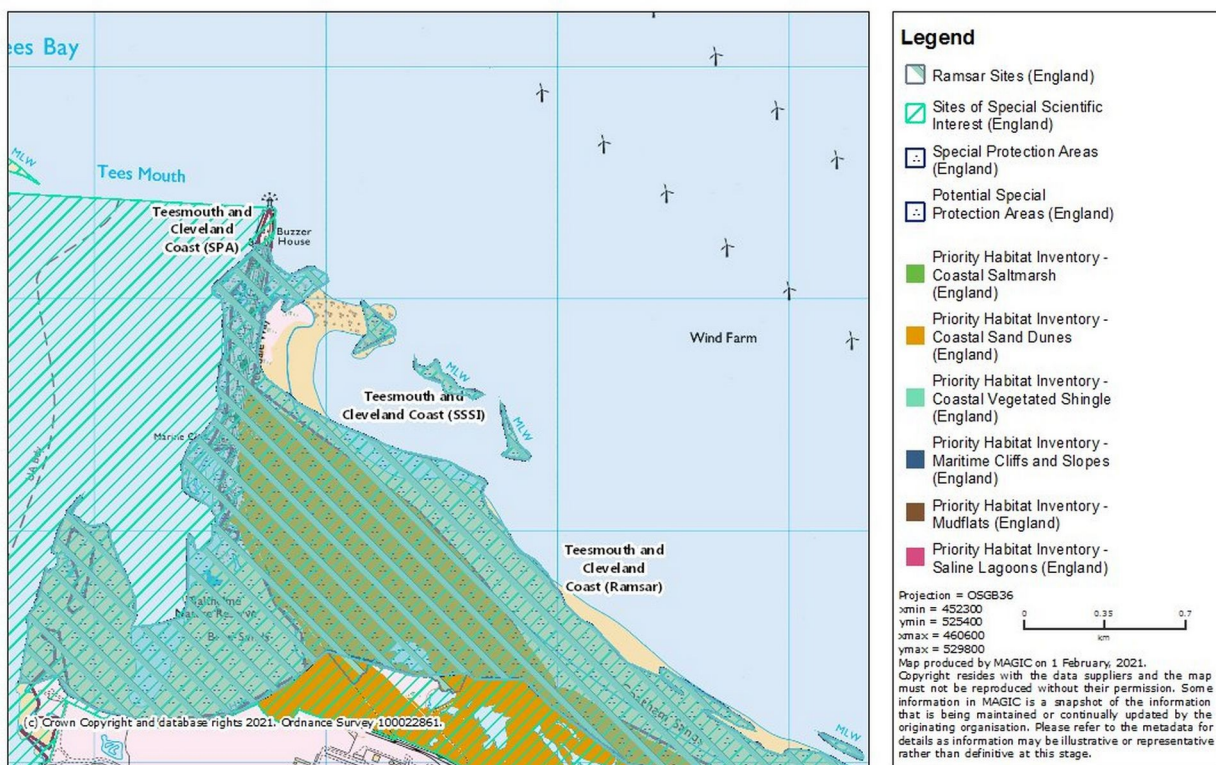 ees Bay
MLW
Tees Mouth
Teesmouth and
Cleveland
Coast (SPA)
Buzzer
House
Wind Farm
MLW
Teesmouth and
Cleveland Coast (SSSI)
MLW
Marine Cl
Teesmouth and
Cleveland
Coast (Ramsar)
MLW
(c) Crown Copyright and database rights 2021. Ordnance Survey 100022861.
Legend
Ramsar Sites (England)
Sites of Special Scientific
Interest (England)
Special Protection Areas
(England)
Potential Special
Protection Areas (England)
Priority Habitat Inventory -
Coastal Saltmarsh
(England)
Priority Habitat Inventory -
Coastal Sand Dunes
(England)
Priority Habitat Inventory -
Coastal Vegetated Shingle
(England)
Priority Habitat Inventory -
Maritime Cliffs and Slopes
(England)
Priority Habitat Inventory -
Mudflats (England)
Priority Habitat Inventory -
Saline Lagoons (England)
Projection = OSGB36
xmin = 452300
ymin = 525400
xmax = 460600
ymax = 529800
0 0.35 0.7
km
Map produced by MAGIC on 1 February, 2021.
Copyright resides with the data suppliers and the map
must not be reproduced without their permission. Some
information in MAGIC is a snapshot of the information
that is being maintained or continually updated by the
originating organisation. Please refer to the metadata for
details as information may be illustrative or representative
rather than definitive at this stage.